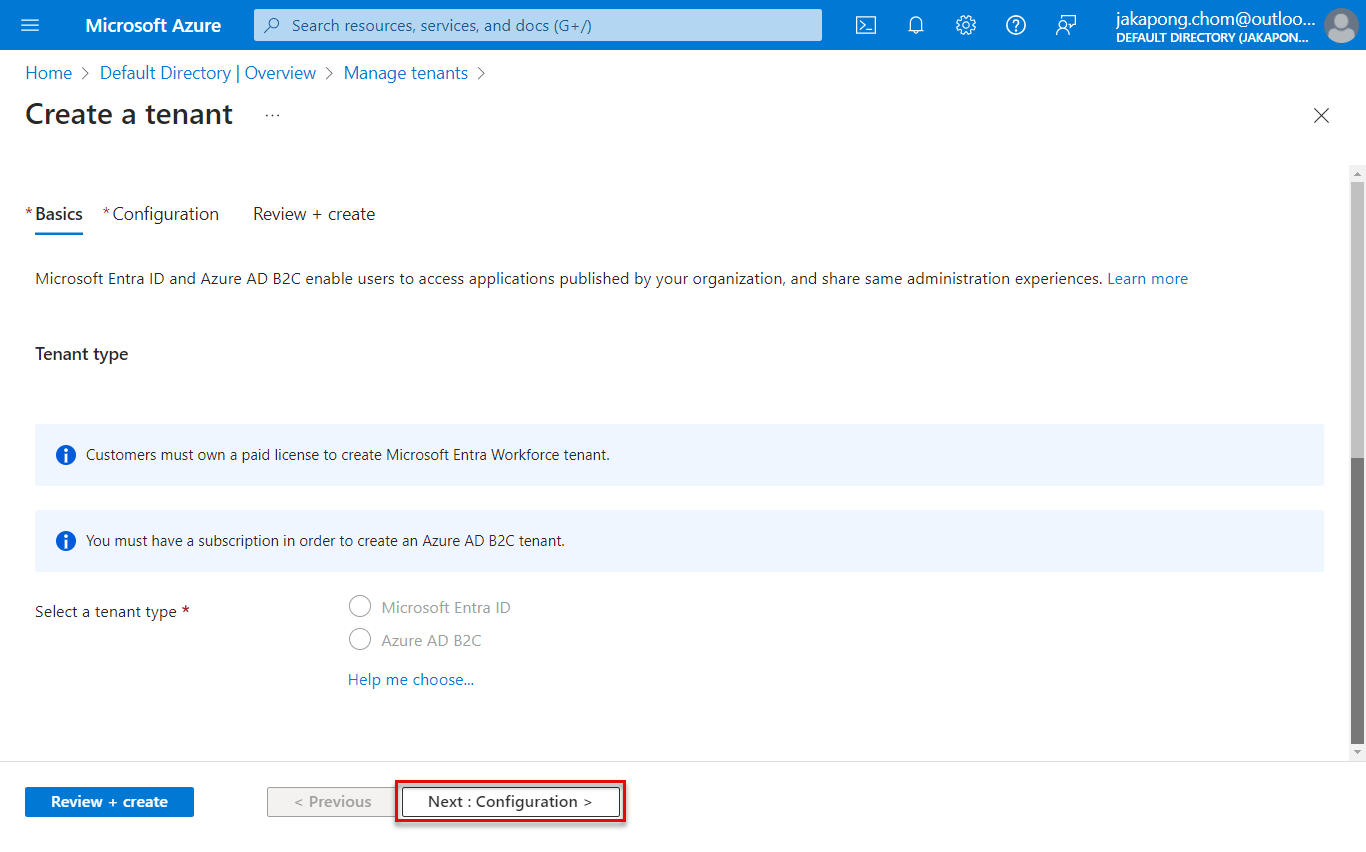 Microsoft Azure
Search resources, services, and docs (G+/)
jakapong.chom@outloo...
DEFAULT DIRECTORY (JAKAPON...
Home > Default Directory | Overview > Manage tenants >
Create a tenant ...
* Basics * Configuration Review + create
Microsoft Entra ID and Azure AD B2C enable users to access applications published by your organization, and share same administration experiences. Learn more
Tenant type
Customers must own a paid license to create Microsoft Entra Workforce tenant.
You must have a subscription in order to create an Azure AD B2C tenant.
Select a tenant type *
Microsoft Entra ID
Azure AD B2C
Help me choose...
Review + create
< Previous
Next : Configuration >